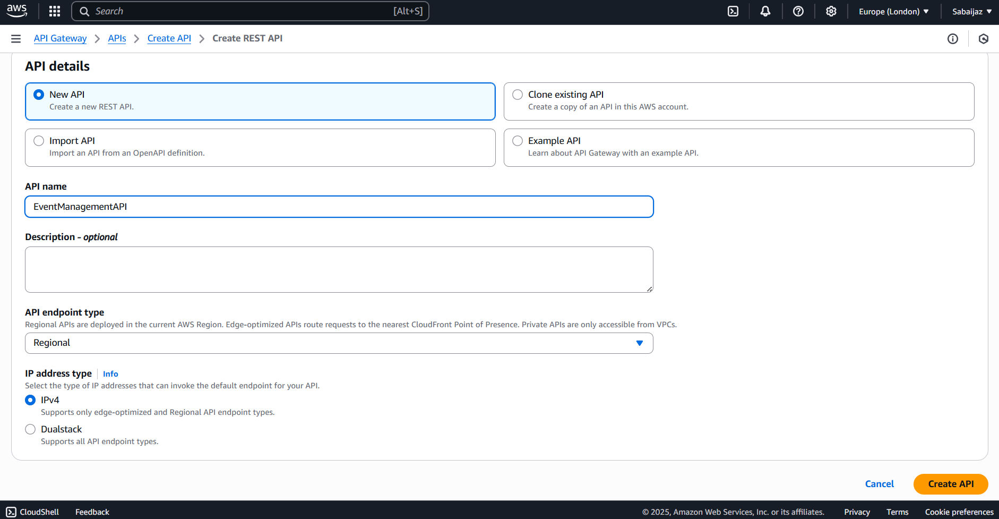 aws
Search
[Alt+S]
Europe (London)
Sabaijaz
API Gateway
APIs
Create API
Create REST API
API details
New API
Create a new REST API.
Clone existing API
Create a copy of an API in this AWS account.
Import API
Import an API from an OpenAPI definition.
Example API
Learn about API Gateway with an example API.
API name
EventManagementAPI
Description - optional
API endpoint type
Regional APIs are deployed in the current AWS Region. Edge-optimized APIs route requests to the nearest CloudFront Point of Presence. Private APIs are only accessible from VPCs.
Regional
IP address type
Info
Select the type of IP addresses that can invoke the default endpoint for your API.
IPv4
Supports only edge-optimized and Regional API endpoint types.
Dualstack
Supports all API endpoint types.
Cancel
Create API
CloudShell
Feedback
© 2025, Amazon Web Services, Inc. or its affiliates.
Privacy
Terms
Cookie preferences